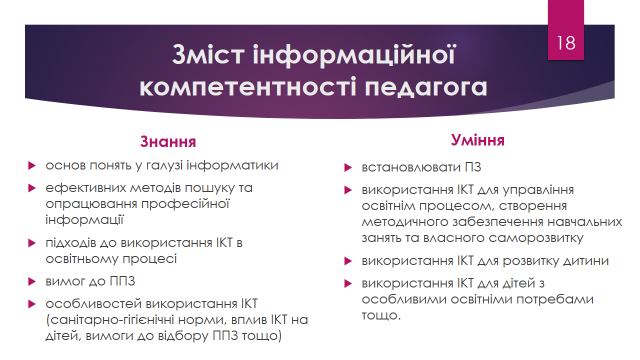 18
Зміст інформаційної
компетентності педагога
Знання
основ понять у галузі інформатики
ефективних методів пошуку та
опрацювання професійної
інформації
підходів до використання ІКТ в
освітньому процесі
вимог до ППЗ
особливостей використання ІКТ
(санітарно-гігієнічні норми, вплив ІКТ на
дітей, вимоги до відбору ППЗ тощо)
Уміння
встановлювати ПЗ
використання ІКТ для управління
освітнім процесом, створення
методичного забезпечення навчальних
занять та власного саморозвитку
використання ІКТ для розвитку дитини
використання ІКТ для дітей з
особливими освітніми потребами
тощо.